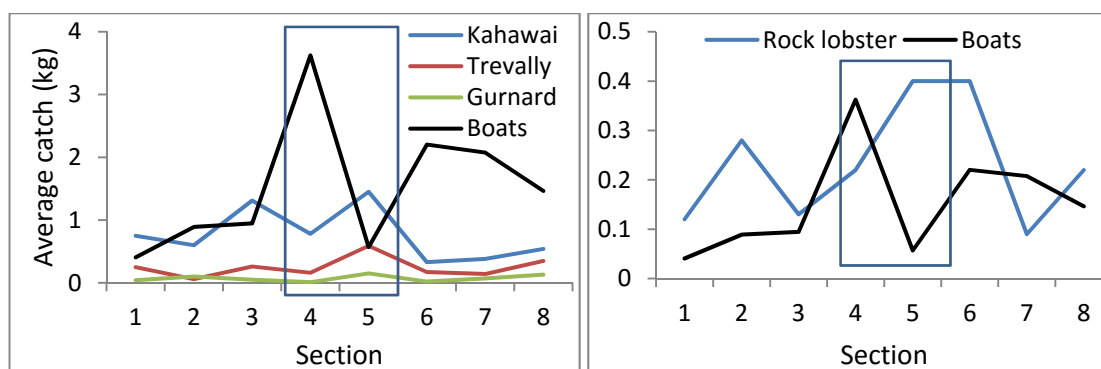 Average catch (kg)
4
3
2
1
0
Kahawai
Trevally
Gurnard
Boats
1 2 3 4 5 6 7 8
Section
0.5
0.4
0.3
0.2
0.1
0
Rock lobster Boats
1 2 3 4 5 6 7 8
Section